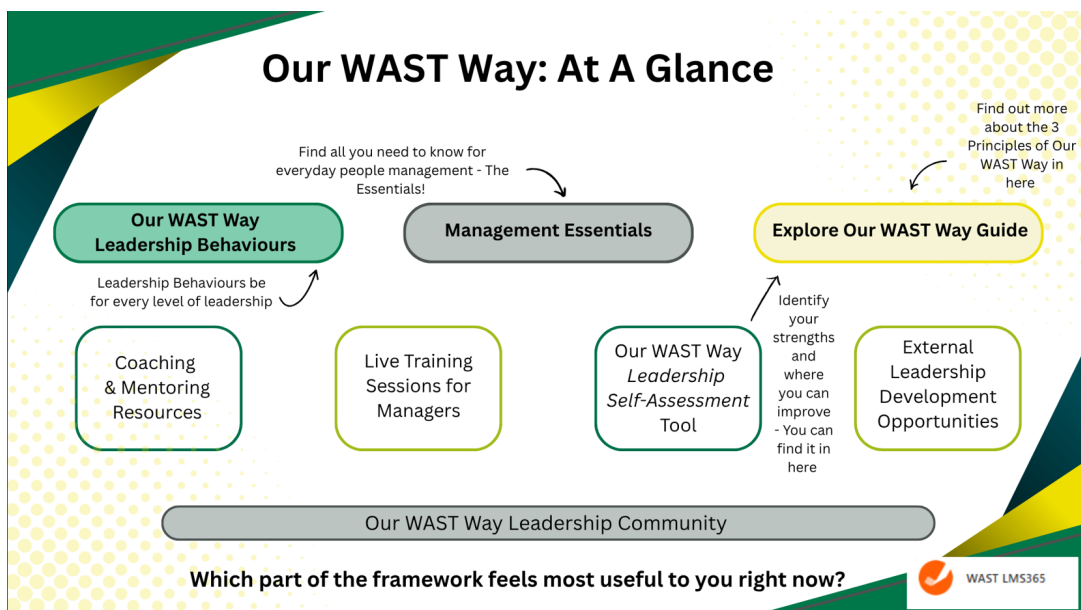 Our WAST Way: At A Glance
Find out more
about the 3
Principles of Our
WAST Way in
here
Find all you need to know for
everyday people management - The
Essentials!
Our WAST Way
Leadership Behaviours
Management Essentials
Explore Our WAST Way Guide
Leadership Behaviours be
for every level of leadership
Identify
your
strengths
and
where
you can
improve
- You can
find it in
here
Coaching
& Mentoring
Resources
Live Training
Sessions for
Managers
Our WAST Way
Leadership
Self-Assessment
Tool
External
Leadership
Development
Opportunities
Our WAST Way Leadership Community
Which part of the framework feels most useful to you right now?
WAST LMS365